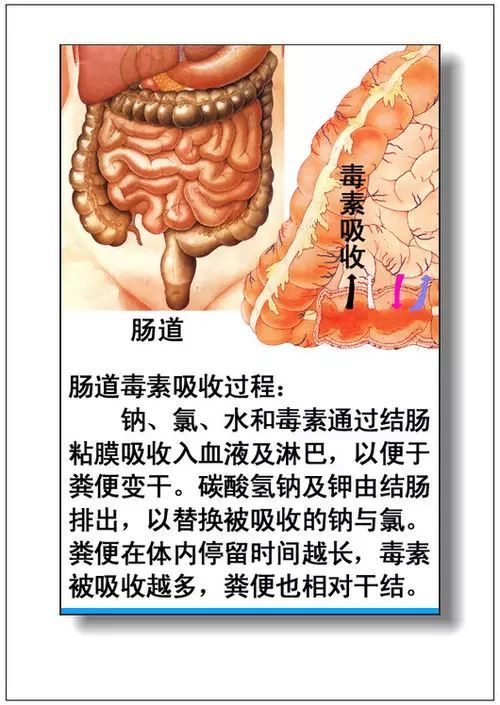 毒素吸收
肠道
肠道毒素吸收过程：
钠、氯、水和毒素通过结肠
粘膜吸收入血液及淋巴，以便于
粪便变干。碳酸氢钠及钾由结肠
排出，以替换被吸收的钠与氯。
粪便在体内停留时间越长，毒素
被吸收越多，粪便也相对干结。